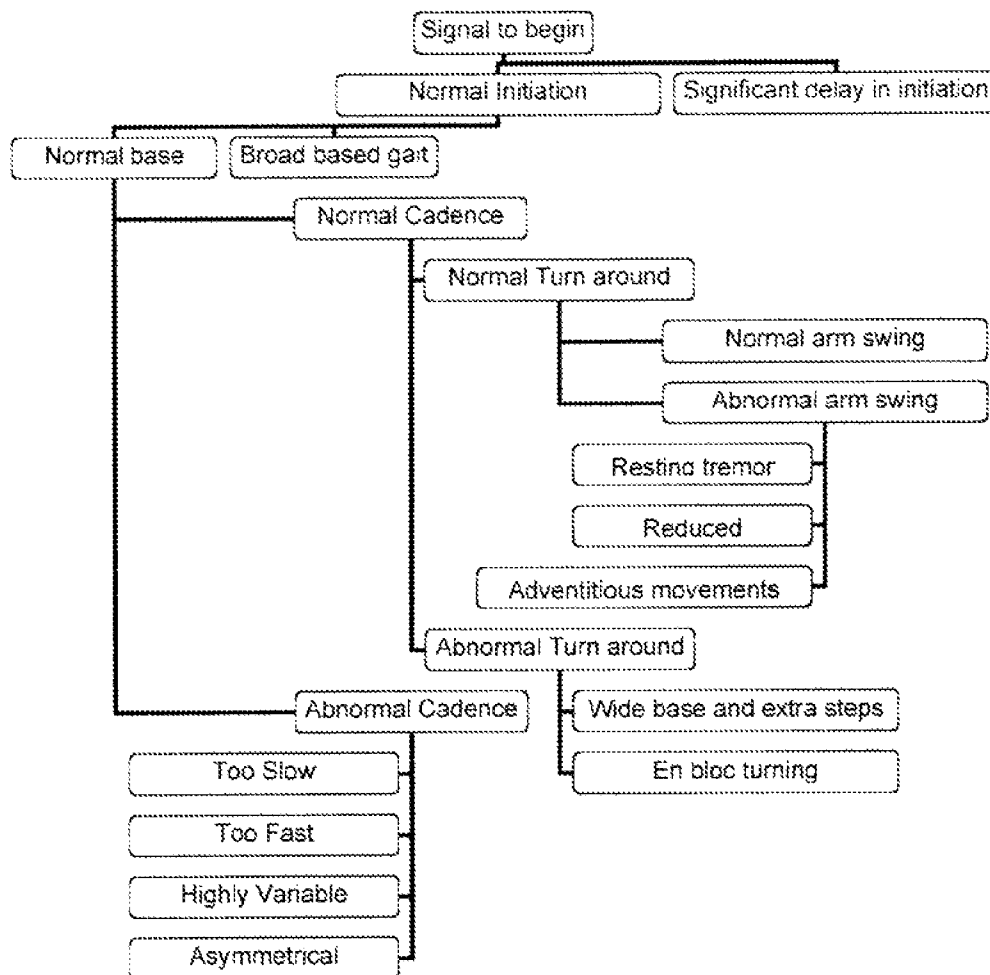 Signal to begin
Normal Initiation
Significant delay in initiation
Normal base
Broad based gait
Normal Cadence
Normal Turn around
Normal arm swing
Abnormal arm swing
Resting tremor
Reduced
Adventitious movements
Abnormal Turn around
Abnormal Cadence
Wide base and extra steps
Too Slow
En bloc turning
Too Fast
Highly Variable
Asymmetrical